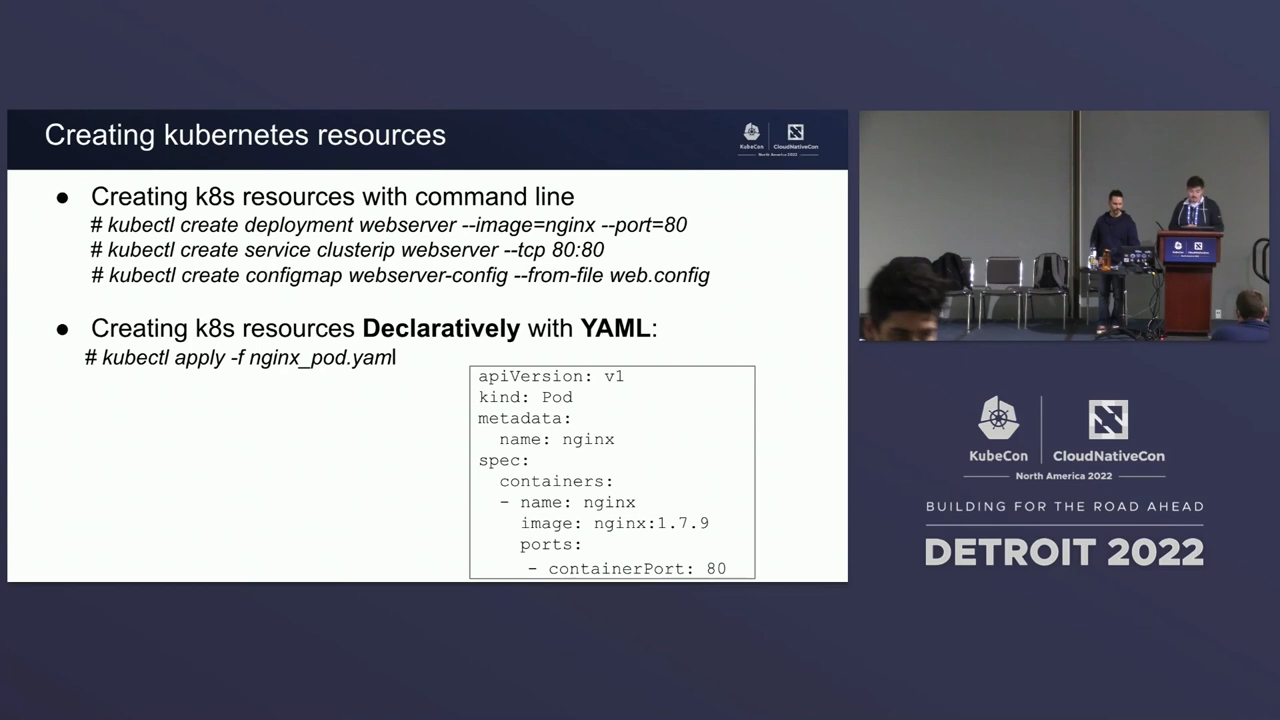 Creating kubernetes resources
KubeCon
CloudNativeCon
North America 2022
● Creating k8s resources with command line
# kubectl create deployment webserver --image=nginx --port=80
# kubectl create service clusterip webserver --tcp 80:80
# kubectl create configmap webserver-config --from-file web.config
● Creating k8s resources Declaratively with YAML:
# kubectl apply -f nginx_pod.yaml
apiVersion: v1
kind: Pod
metadata:
  name: nginx
spec:
  containers:
  - name: nginx
    image: nginx:1.7.9
    ports:
     - containerPort: 80
KubeCon
CloudNativeCon
North America 2022
BUILDING FOR THE ROAD AHEAD
DETROIT 2022